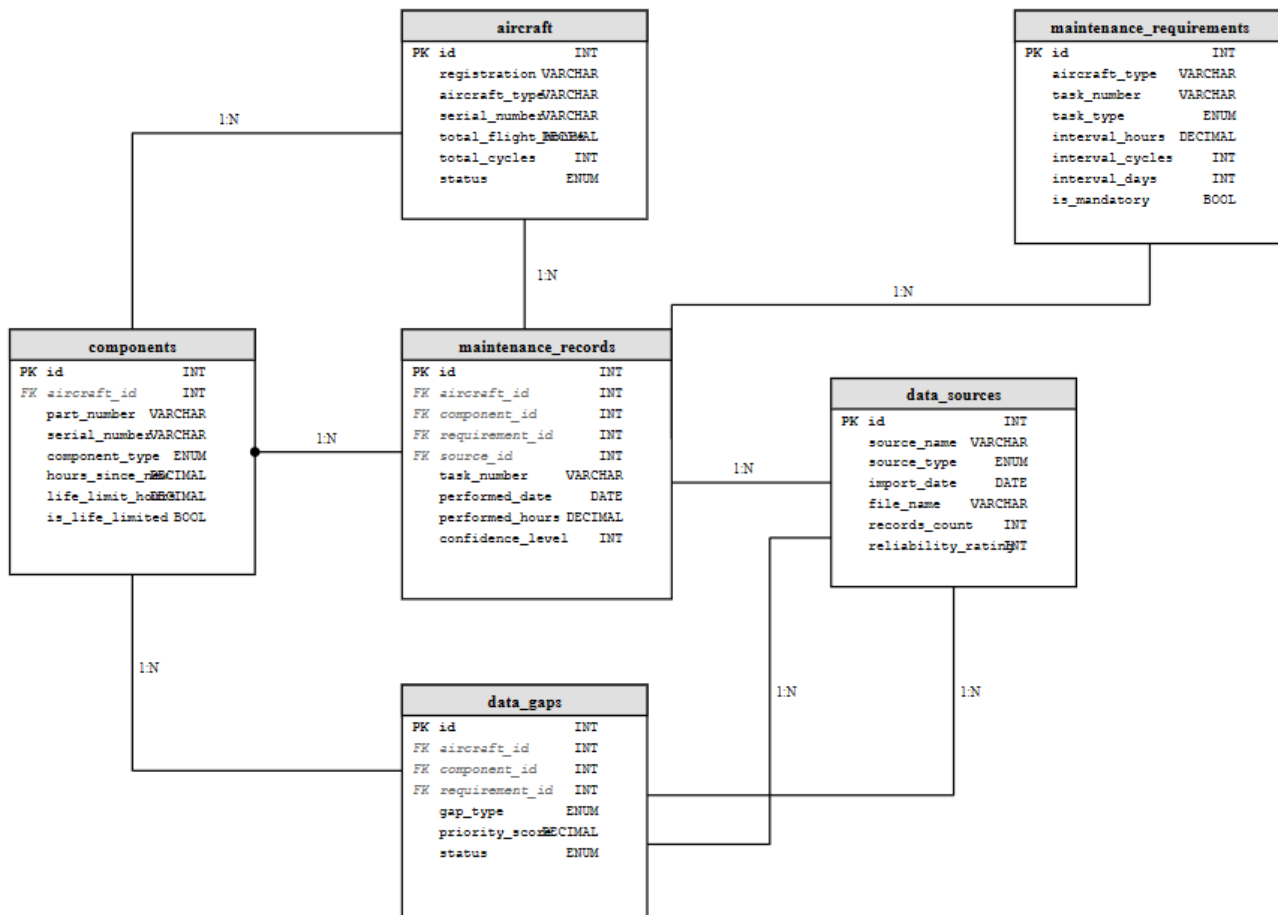 aircraft
PK id INT
registration VARCHAR
aircraft_type VARCHAR
serial_number VARCHAR
total_flight_hours DECIMAL
total_cycles INT
status ENUM
maintenance_requirements
PK id INT
aircraft_type VARCHAR
task_number VARCHAR
task_type ENUM
interval_hours DECIMAL
interval_cycles INT
interval_days INT
is_mandatory BOOL
1:N
1:N
1:N
components
PK id INT
FK aircraft_id INT
part_number VARCHAR
serial_number VARCHAR
component_type ENUM
hours_since_new DECIMAL
life_limit_hours DECIMAL
is_life_limited BOOL
1:N
maintenance_records
PK id INT
FK aircraft_id INT
FK component_id INT
FK requirement_id INT
FK source_id INT
task_number VARCHAR
performed_date DATE
performed_hours DECIMAL
confidence_level INT
1:N
data_sources
PK id INT
source_name VARCHAR
source_type ENUM
import_date DATE
file_name VARCHAR
records_count INT
reliability_rating INT
1:N
1:N
1:N
data_gaps
PK id INT
FK aircraft_id INT
FK component_id INT
FK requirement_id INT
gap_type ENUM
priority_score DECIMAL
status ENUM